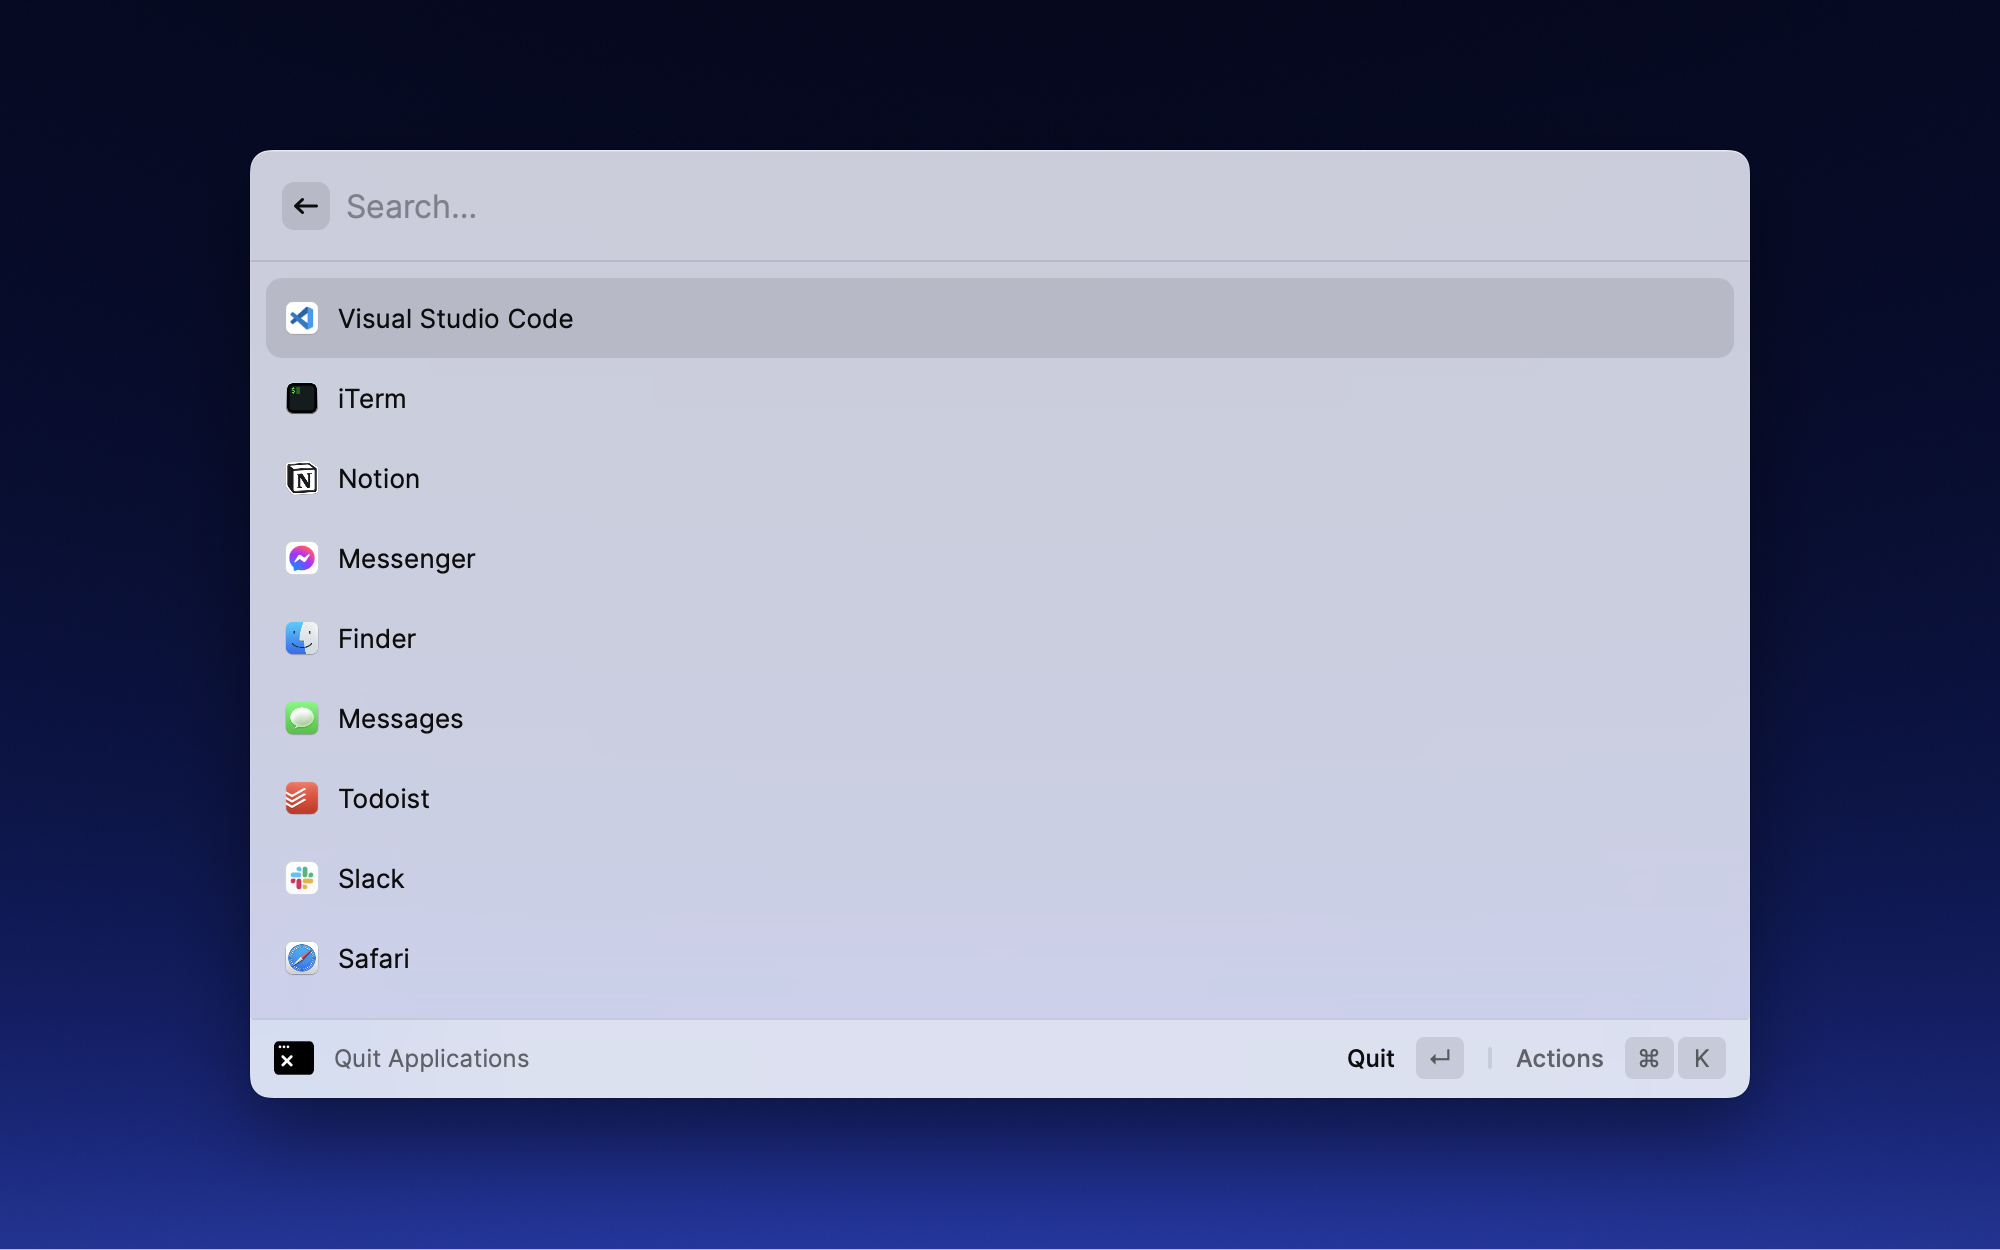 Search...
Visual Studio Code
iTerm
Notion
Messenger
Finder
Messages
Todoist
Slack
Safari
Quit Applications
Quit ↵ | Actions ⌘ K